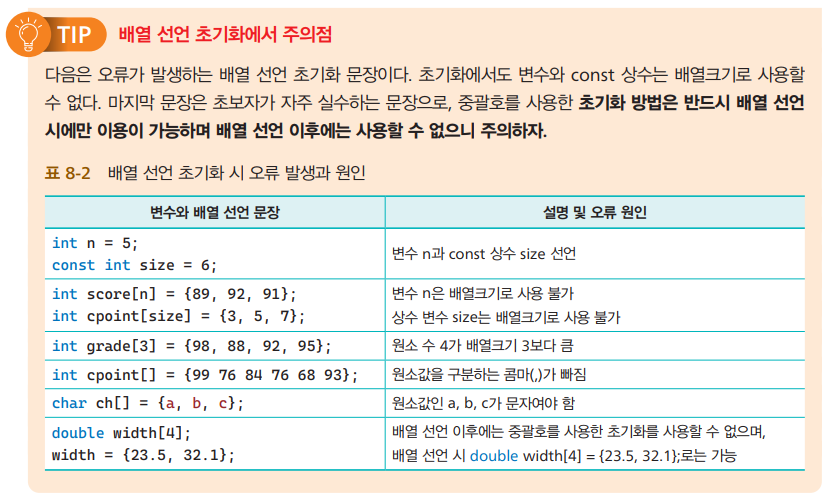 TIP 배열 선언 초기화에서 주의점
다음은 오류가 발생하는 배열 선언 초기화 문장이다. 초기화에서도 변수와 const 상수는 배열크기로 사용할
수 없다. 마지막 문장은 초보자가 자주 실수하는 문장으로, 중괄호를 사용한 초기화 방법은 반드시 배열 선언
시에만 이용이 가능하며 배열 선언 이후에는 사용할 수 없으니 주의하자.
표 8-2 배열 선언 초기화 시 오류 발생과 원인
변수와 배열 선언 문장 설명 및 오류 원인
int n = 5;
const int size = 6;
변수 n과 const 상수 size 선언
int score[n] = {89, 92, 91};
int cpoint[size] = {3, 5, 7};
변수 n은 배열크기로 사용 불가
상수 변수 size는 배열크기로 사용 불가
int grade[3] = {98, 88, 92, 95};
원소 수 4가 배열크기 3보다 큼
int cpoint[] = {99 76 84 76 68 93};
원소값을 구분하는 콤마(,)가 빠짐
char ch[] = {a, b, c};
원소값인 a, b, c가 문자여야 함
double width[4];
width = {23.5, 32.1};
배열 선언 이후에는 중괄호를 사용한 초기화를 사용할 수 없으며,
배열 선언 시 double width[4] = {23.5, 32.1};로는 가능